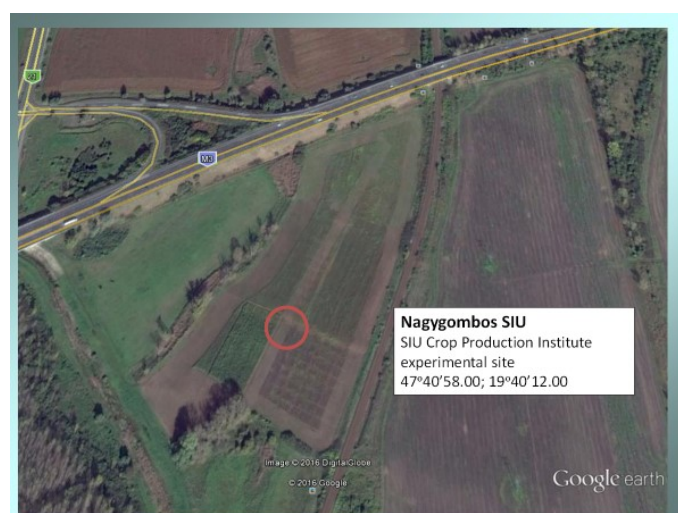 M3
Nagygombos SIU
SIU Crop Production Institute
experimental site
47º40’58.00; 19º40’12.00
Image © 2016 DigitalGlobe
© 2016 Google
Google earth